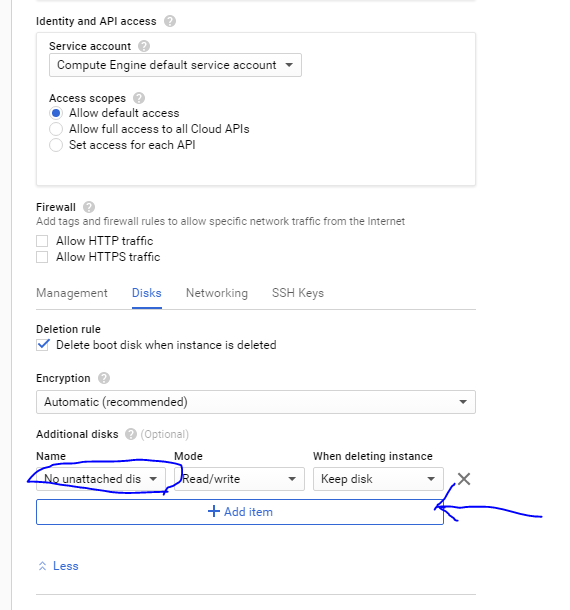 Identity and API access
Service account
Compute Engine default service account
Access scopes
Allow default access
Allow full access to all Cloud APIs
Set access for each API
Firewall
Add tags and firewall rules to allow specific network traffic from the Internet
Allow HTTP traffic
Allow HTTPS traffic
Management Disks Networking SSH Keys
Deletion rule
Delete boot disk when instance is deleted
Encryption
Automatic (recommended)
Additional disks (Optional)
Name Mode When deleting instance
No unattached dis Read/write Keep disk
+ Add item
Less